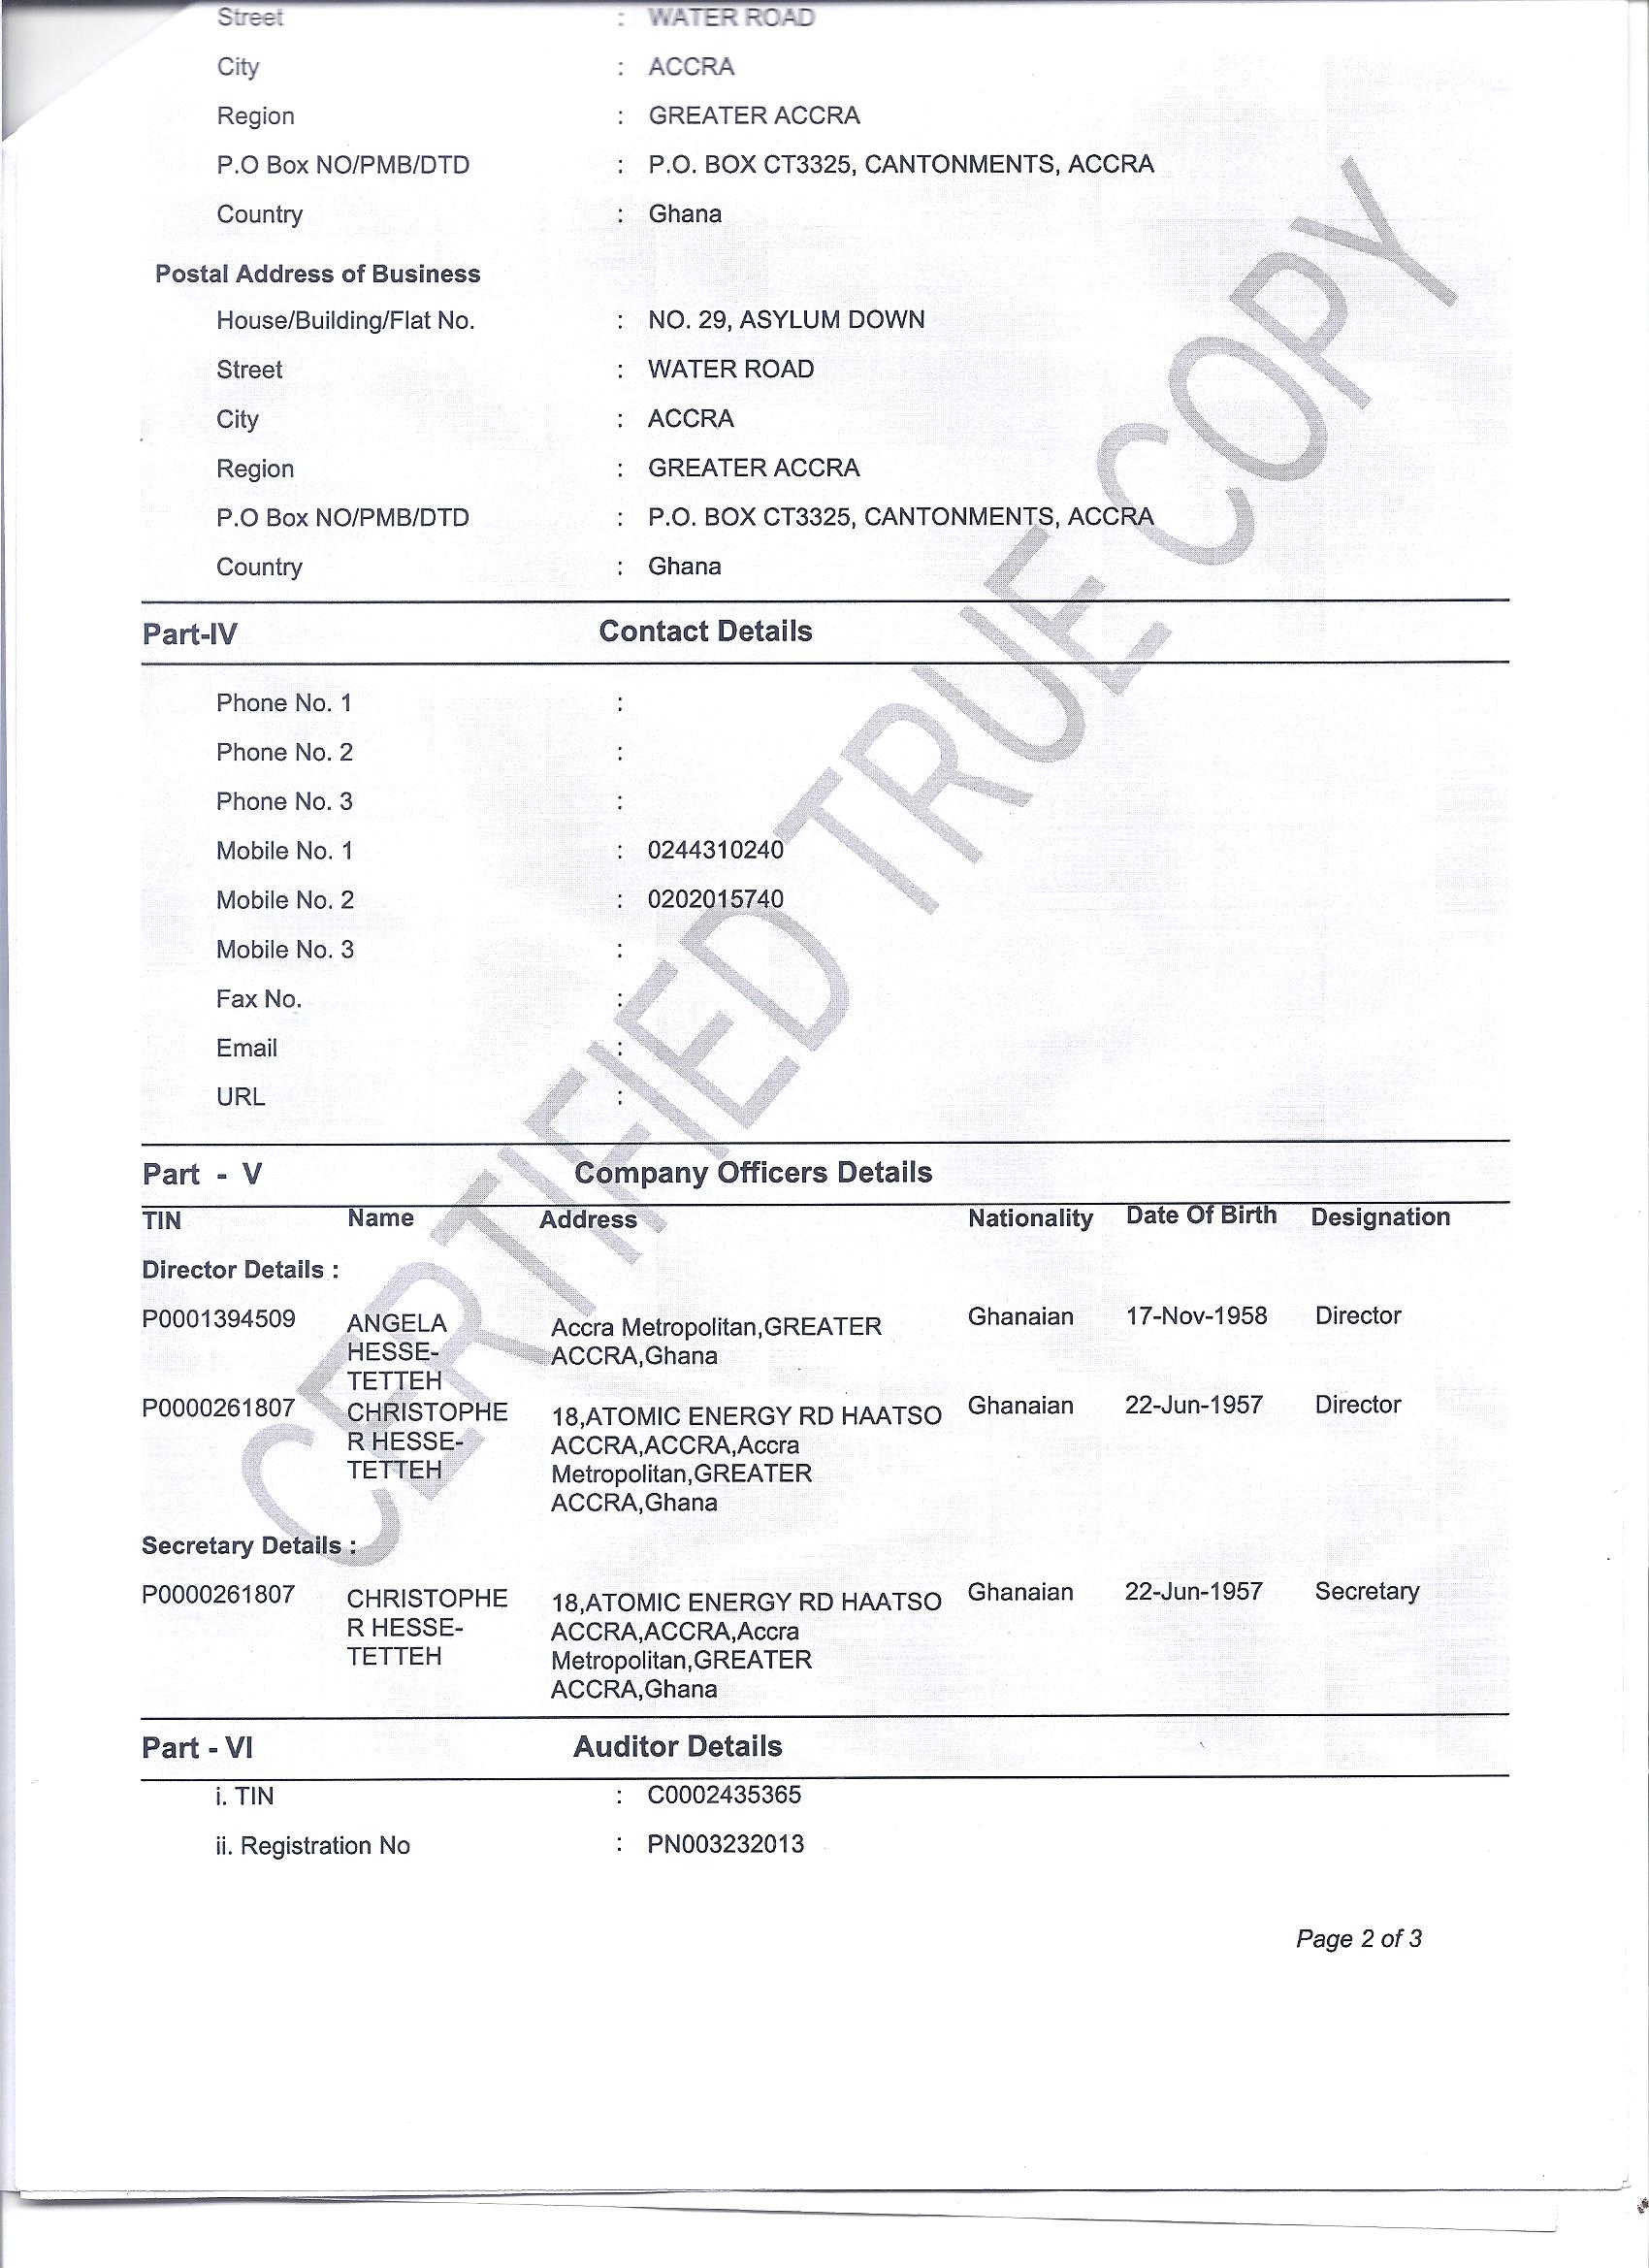 Street : WATER ROAD
City : ACCRA
Region : GREATER ACCRA
P.O Box NO/PMB/DTD : P.O. BOX CT3325, CANTONMENTS, ACCRA
Country : Ghana
Postal Address of Business
House/Building/Flat No. : NO. 29, ASYLUM DOWN
Street : WATER ROAD
City : ACCRA
Region : GREATER ACCRA
P.O Box NO/PMB/DTD : P.O. BOX CT3325, CANTONMENTS, ACCRA
Country : Ghana
Part-IV Contact Details
Phone No. 1 :
Phone No. 2 :
Phone No. 3 :
Mobile No. 1 : 0244310240
Mobile No. 2 : 0202015740
Mobile No. 3 :
Fax No. :
Email :
URL :
Part - V Company Officers Details
TIN Name Address Nationality Date Of Birth Designation
Director Details :
P0001394509 ANGELA Accra Metropolitan,GREATER Ghanaian 17-Nov-1958 Director
HESSE- ACCRA,Ghana
TETTEH
P0000261807 CHRISTOPHE 18,ATOMIC ENERGY RD HAATSO Ghanaian 22-Jun-1957 Director
R HESSE- ACCRA,ACCRA,Accra
TETTEH Metropolitan,GREATER
ACCRA,Ghana
Secretary Details :
P0000261807 CHRISTOPHE 18,ATOMIC ENERGY RD HAATSO Ghanaian 22-Jun-1957 Secretary
R HESSE- ACCRA,ACCRA,Accra
TETTEH Metropolitan,GREATER
ACCRA,Ghana
Part - VI Auditor Details
i. TIN : C0002435365
ii. Registration No : PN003232013
Page 2 of 3
CERTIFIED TRUE COPY